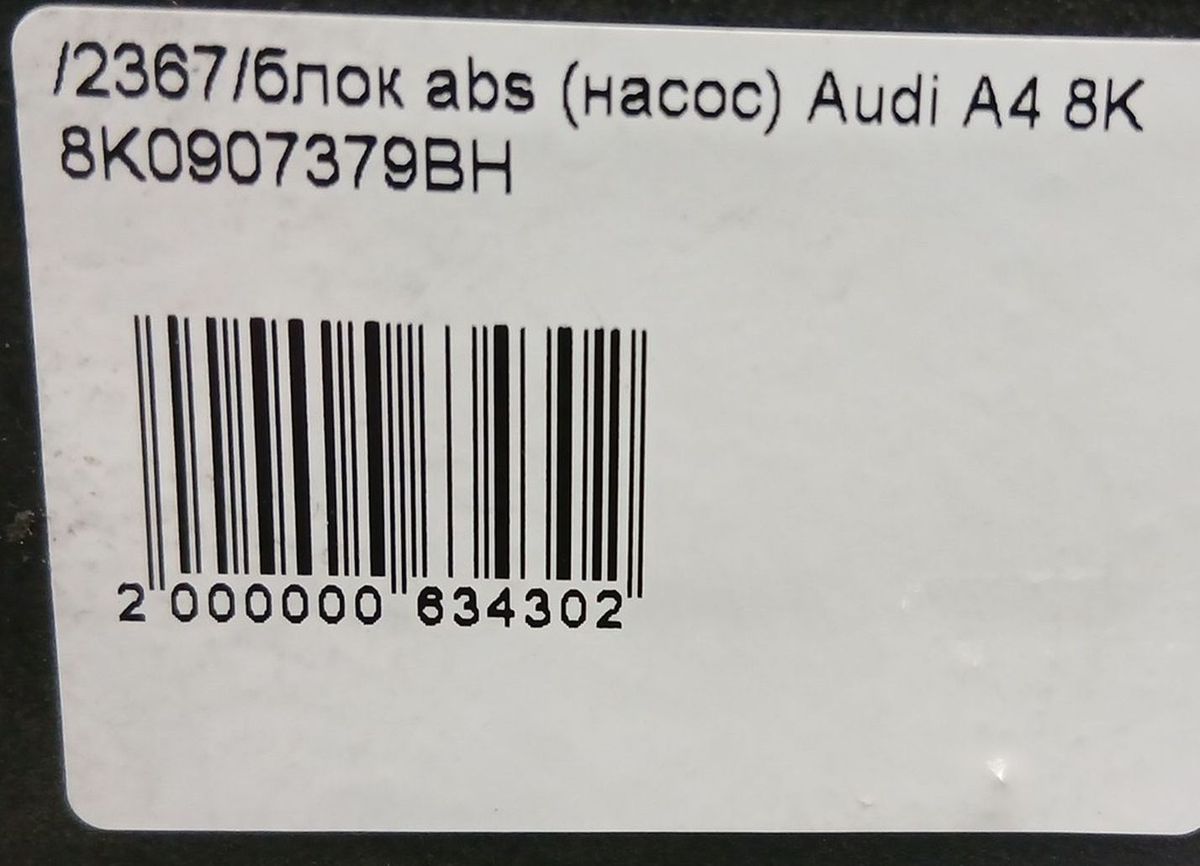 /2367/блок abs (насос) Audi A4 8K
8K0907379BH
2 000000 634302